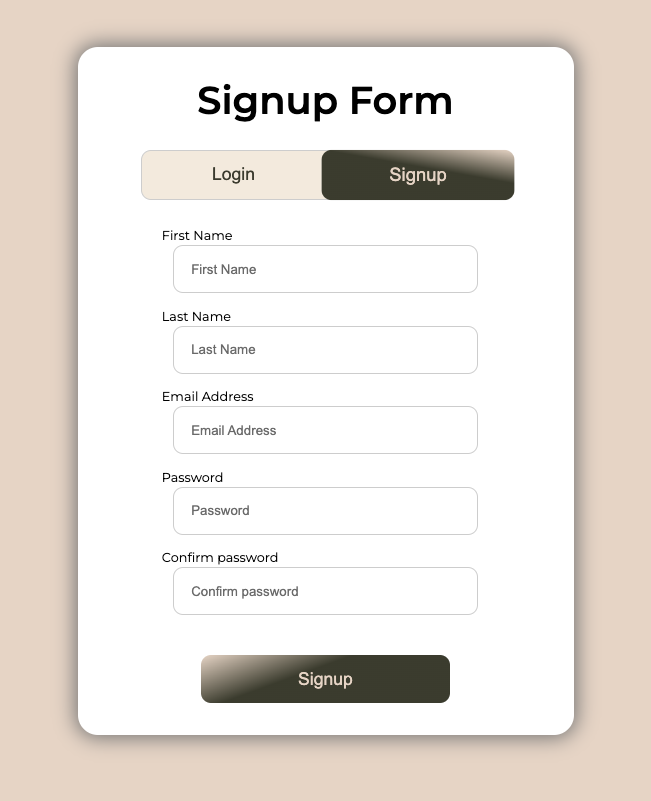 Signup Form
Login Signup
First Name
First Name
Last Name
Last Name
Email Address
Email Address
Password
Password
Confirm password
Confirm password
Signup